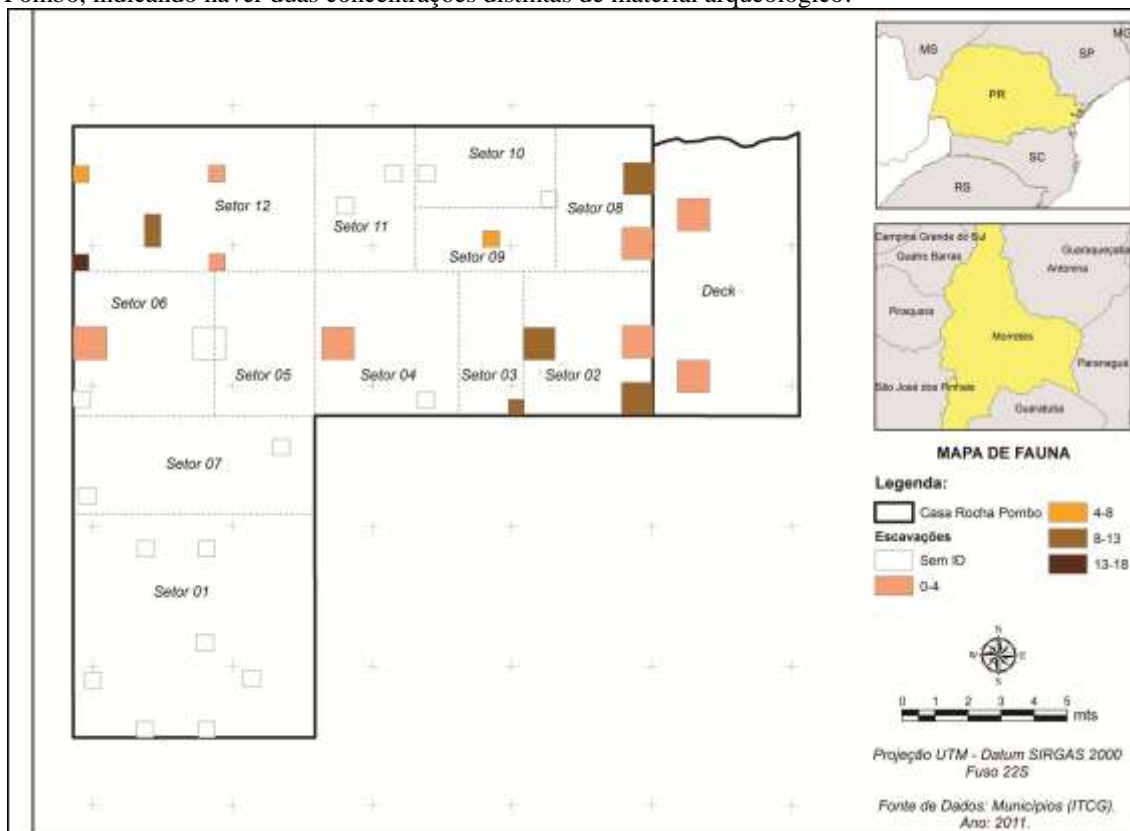 Pombo, indicando haver duas concentrações distintas de material arqueológico.
Setor 10
Setor 12
Setor 11
Setor 08
Setor 09
Setor 06
Deck
Setor 05
Setor 04
Setor 03
Setor 02
Setor 07
Setor 01
MS
MG
SP
PR
SC
RS
Campina Grande do Sul
Quatro Barras
Guaraqueçaba
Antonina
Piraquara
Morretes
Paranaguá
São José dos Pinhais
Guaratuba
MAPA DE FAUNA
Legenda:
Casa Rocha Pombo
4-8
Escavações
8-13
Sem ID
13-18
0-4
N
W
E
S
0 1 2 3 4 5
mts
Projeção UTM - Datum SIRGAS 2000
Fuso 22S
Fonte de Dados: Municípios (ITCG).
Ano: 2011.